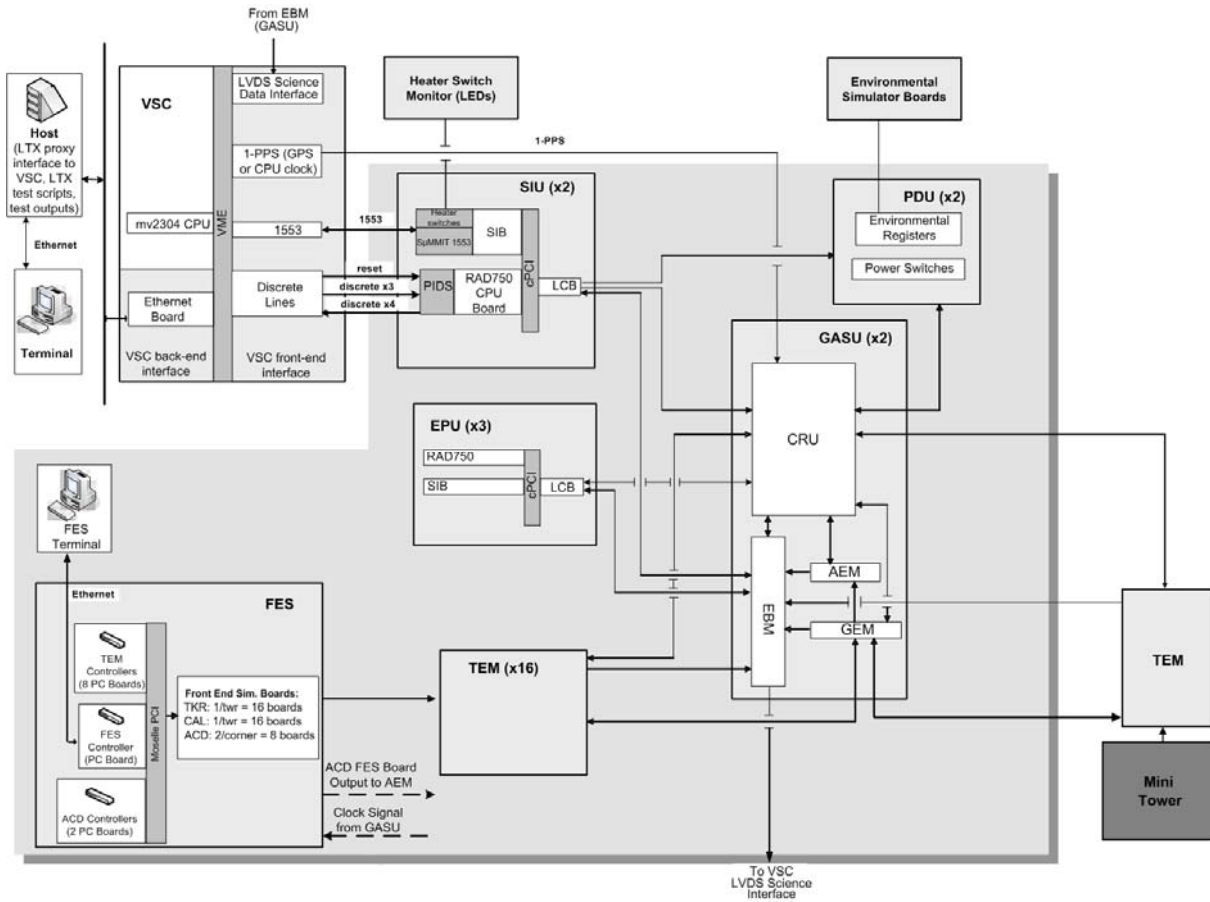 From EBM
(GASU)
VSC
LVDS Science
Data Interface
1-PPS (GPS
or CPU clock)
mv2304 CPU
VME
1553
Ethernet
Board
Discrete
Lines
VSC back-end
interface
VSC front-end
interface
Host
(LTX proxy
interface to
VSC, LTX
test scripts,
test outputs)
Ethernet
Terminal
Heater Switch
Monitor (LEDs)
Environmental
Simulator Boards
1-PPS
1553
reset
discrete x3
discrete x4
SIU (x2)
Heater
switches
SpMMIT 1553
SIB
PIDS
RAD750
CPU
Board
cPCI
LCB
PDU (x2)
Environmental
Registers
Power Switches
GASU (x2)
CRU
AEM
EBM
GEM
EPU (x3)
RAD750
SIB
cPCI
LCB
FES
Terminal
Ethernet
FES
TEM
Controllers
(8 PC Boards)
FES
Controller
(PC Board)
ACD Controllers
(2 PC Boards)
Moselle PCI
Front End Sim. Boards:
TKR: 1/twr = 16 boards
CAL: 1/twr = 16 boards
ACD: 2/corner = 8 boards
TEM (x16)
ACD FES Board
Output to AEM
Clock Signal
from GASU
TEM
Mini
Tower
To VSC
LVDS Science
Interface